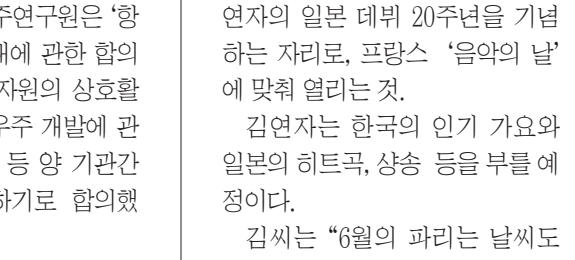 주연구원은 ‘항
애에 관한 합의
자원의 상호활
우주 개발에 관
등 양 기관간
하기로 합의했
연자의 일본 데뷔 20주년을 기념
하는 자리로, 프랑스 ‘음악의 날’
에 맞춰 열리는 것.
김연자는 한국의 인기 가요와
일본의 히트곡, 샹송 등을 부를 예
정이다.
김씨는 “6월의 파리는 날씨도